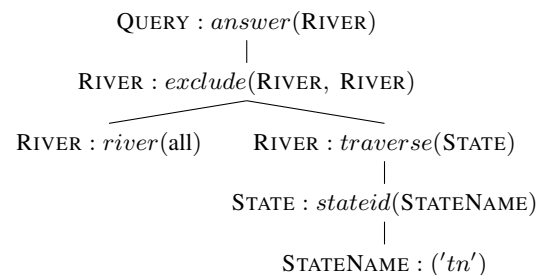 QUERY : answer(RIVER)
RIVER : exclude(RIVER, RIVER)
RIVER : river(all) RIVER : traverse(STATE)
STATE : stateid(STATENAME)
STATENAME : ('tn')